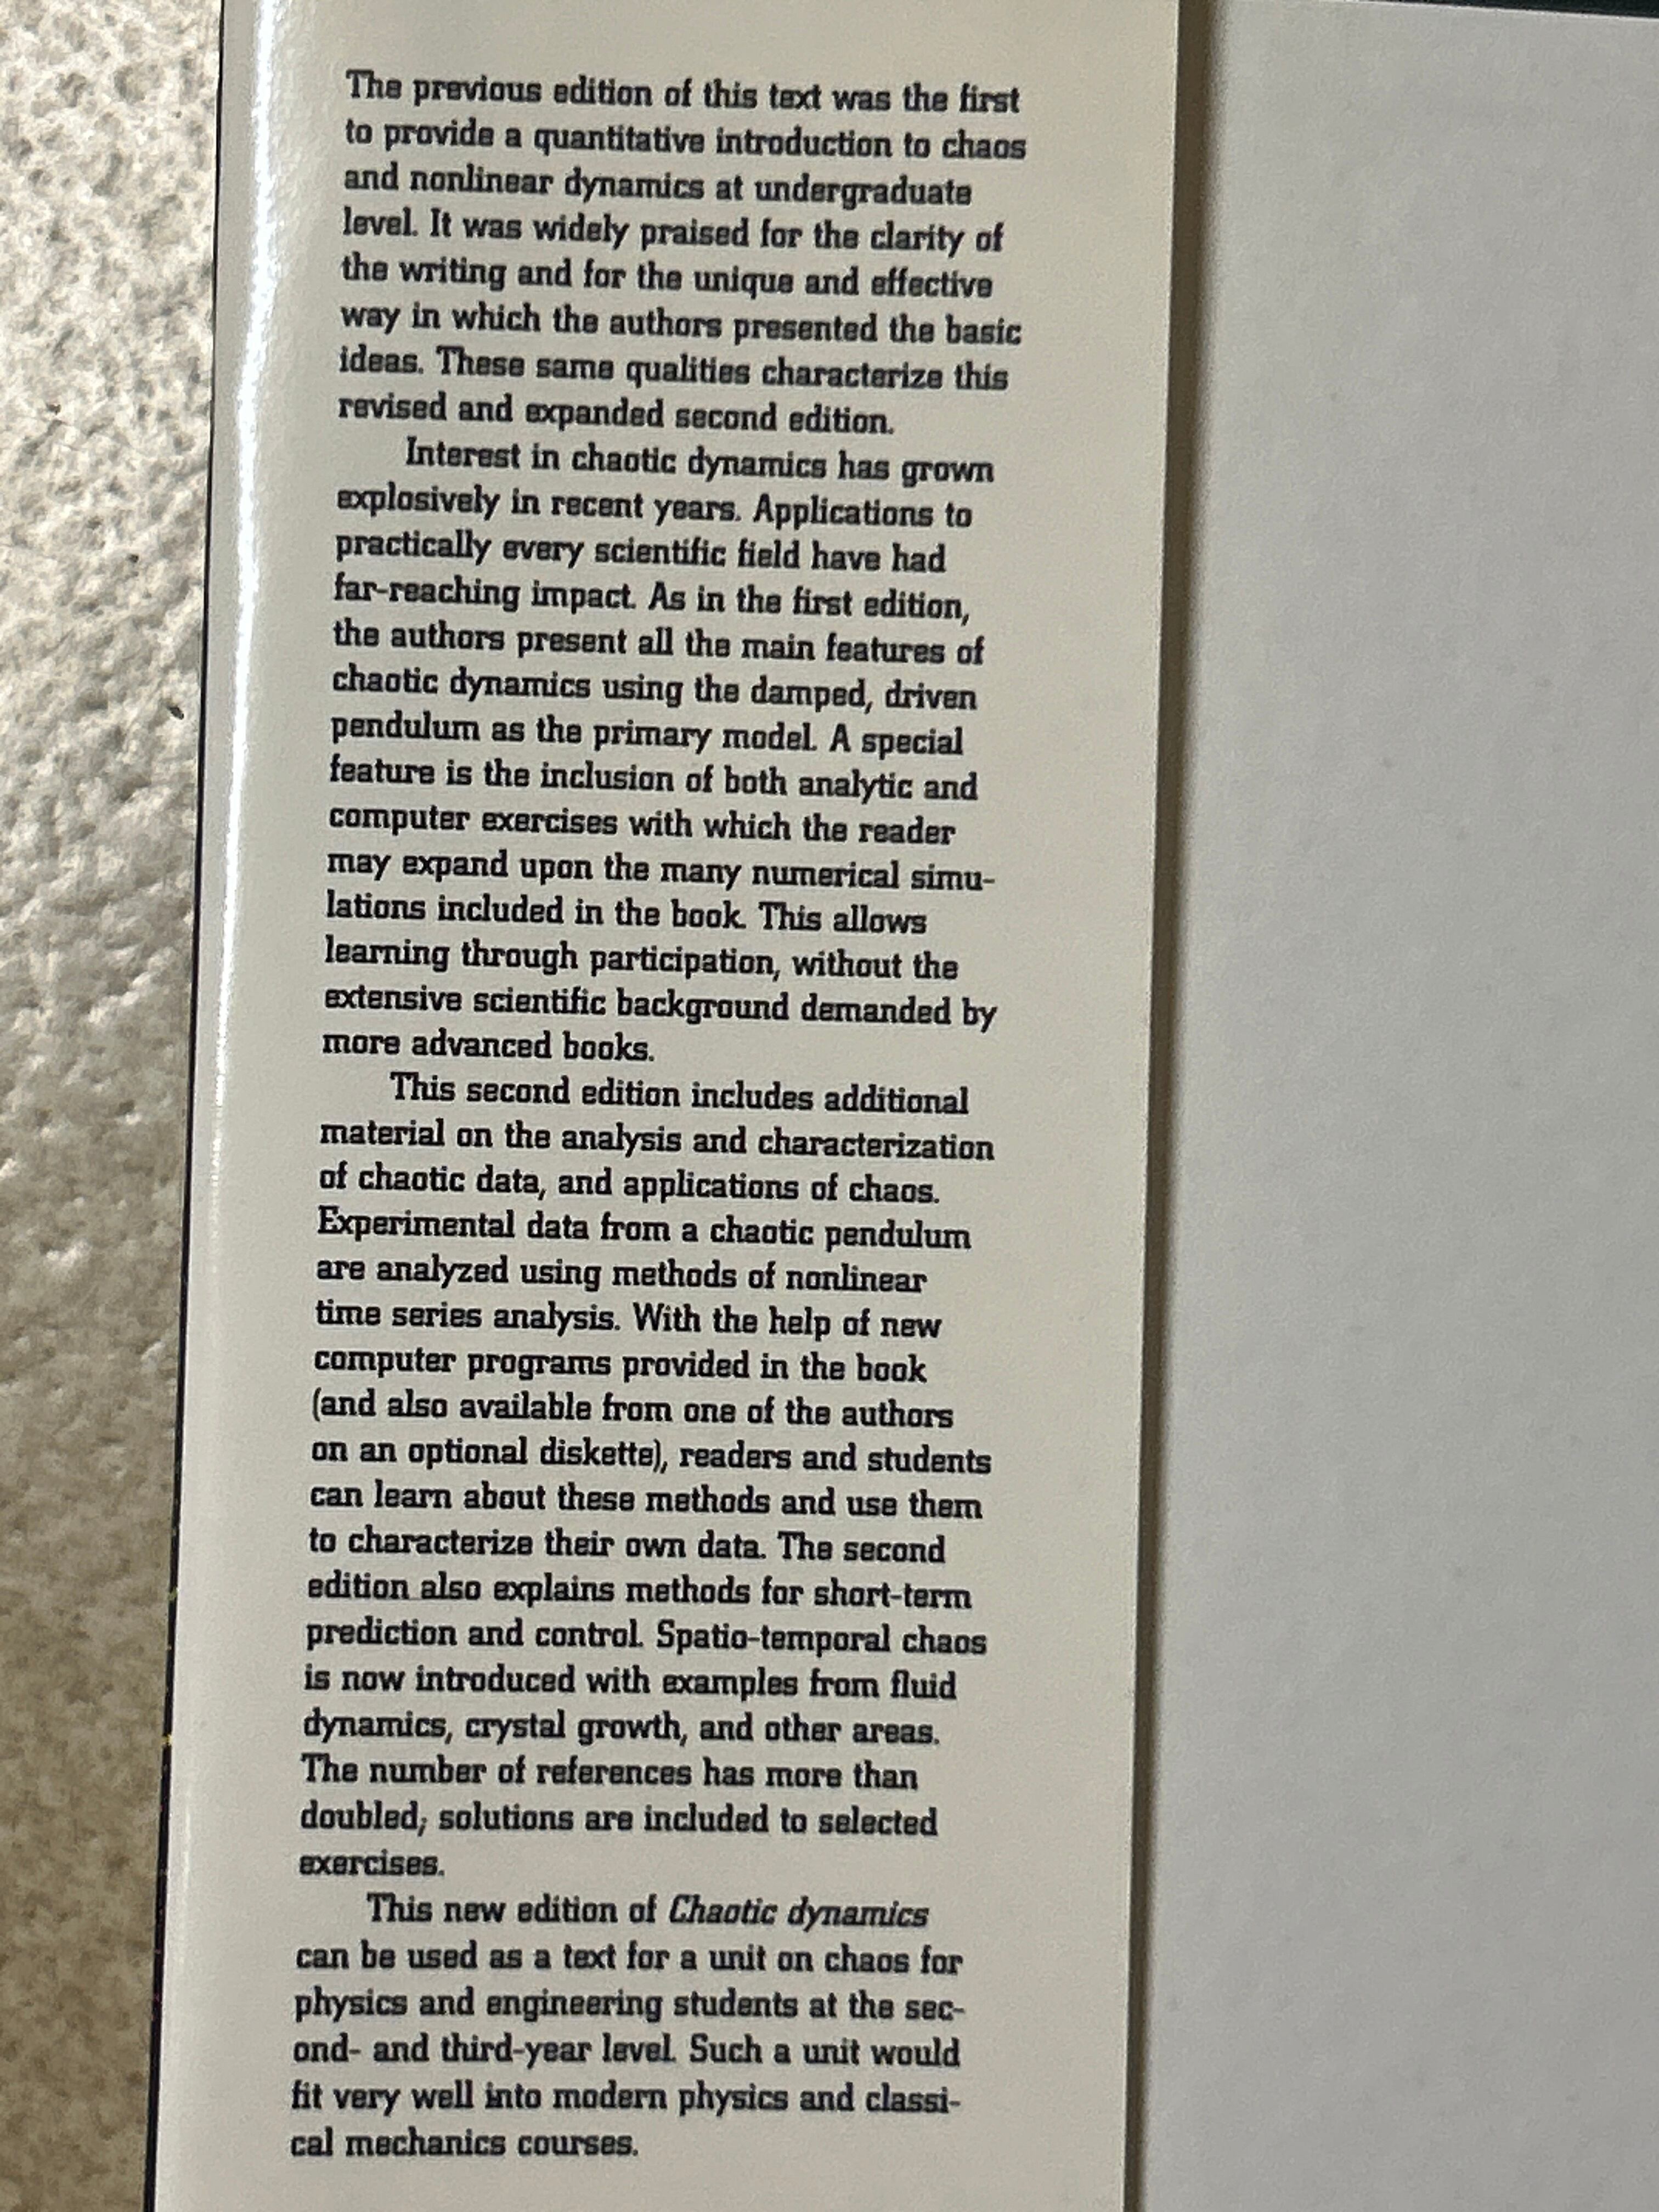 The previous edition of this text was the first
to provide a quantitative introduction to chaos
and nonlinear dynamics at undergraduate
level. It was widely praised for the clarity of
the writing and for the unique and effective
way in which the authors presented the basic
ideas. These same qualities characterize this
revised and expanded second edition.
Interest in chaotic dynamics has grown
explosively in recent years. Applications to
practically every scientific field have had
far-reaching impact. As in the first edition,
the authors present all the main features of
chaotic dynamics using the damped, driven
pendulum as the primary model. A special
feature is the inclusion of both analytic and
computer exercises with which the reader
may expand upon the many numerical simu-
lations included in the book. This allows
learning through participation, without the
extensive scientific background demanded by
more advanced books.
This second edition includes additional
material on the analysis and characterization
of chaotic data, and applications of chaos.
Experimental data from a chaotic pendulum
are analyzed using methods of nonlinear
time series analysis. With the help of new
computer programs provided in the book
(and also available from one of the authors
on an optional diskette), readers and students
can learn about these methods and use them
to characterize their own data. The second
edition also explains methods for short-term
prediction and control. Spatio-temporal chaos
is now introduced with examples from fluid
dynamics, crystal growth, and other areas.
The number of references has more than
doubled; solutions are included to selected
exercises.
This new edition of Chaotic dynamics
can be used as a text for a unit on chaos for
physics and engineering students at the sec-
ond- and third-year level. Such a unit would
fit very well into modern physics and classi-
cal mechanics courses.